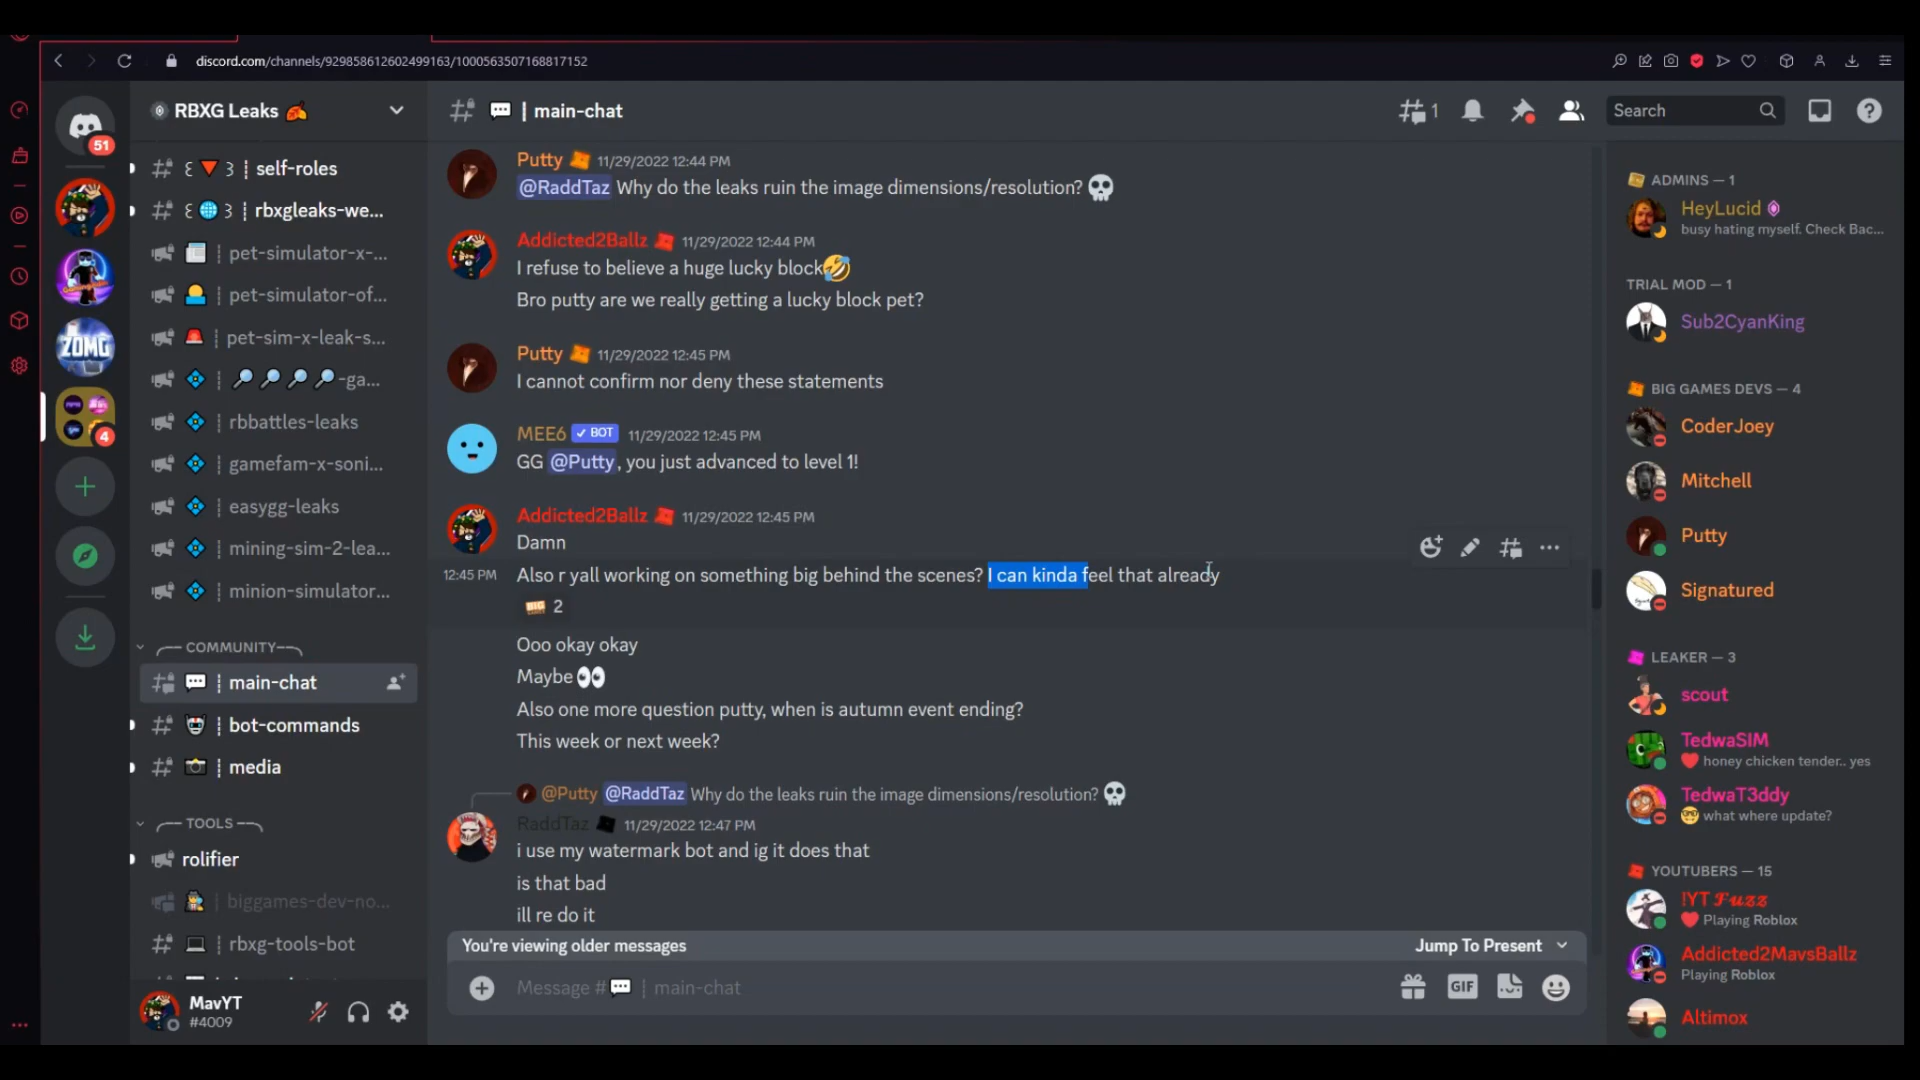 discord.com/channels/929858612602499163/1000563507168817152
51
4
RBXG Leaks
self-roles
rbxgleaks-we...
pet-simulator-x-...
pet-simulator-of...
pet-sim-x-leak-s...
-ga...
rbbattles-leaks
gamefam-x-soni...
easygg-leaks
mining-sim-2-lea...
minion-simulator...
COMMUNITY
main-chat
bot-commands
media
TOOLS
rolifier
biggames-dev-no...
rbxg-tools-bot
MavYT
#4009
main-chat
1
Search
Putty 11/29/2022 12:44 PM
@RaddTaz Why do the leaks ruin the image dimensions/resolution?
Addicted2Ballz 11/29/2022 12:44 PM
I refuse to believe a huge lucky block
Bro putty are we really getting a lucky block pet?
Putty 11/29/2022 12:45 PM
I cannot confirm nor deny these statements
MEE6 ✓ BOT 11/29/2022 12:45 PM
GG @Putty, you just advanced to level 1!
Addicted2Ballz 11/29/2022 12:45 PM
Damn
12:45 PM Also r yall working on something big behind the scenes? I can kinda feel that already
BIG 2
Ooo okay okay
Maybe
Also one more question putty, when is autumn event ending?
This week or next week?
@Putty @RaddTaz Why do the leaks ruin the image dimensions/resolution?
RaddTaz 11/29/2022 12:47 PM
i use my watermark bot and ig it does that
is that bad
ill re do it
You're viewing older messages
Jump To Present
Message # | main-chat
GIF
ADMINS — 1
HeyLucid
busy hating myself. Check Bac...
TRIAL MOD — 1
Sub2CyanKing
BIG GAMES DEVS — 4
CoderJoey
Mitchell
Putty
Signatured
LEAKER — 3
scout
TedwaSIM
honey chicken tender.. yes
TedwaT3ddy
what where update?
YOUTUBERS — 15
!YT Fuzz
Playing Roblox
Addicted2MavsBallz
Playing Roblox
Altimox
ZOMG